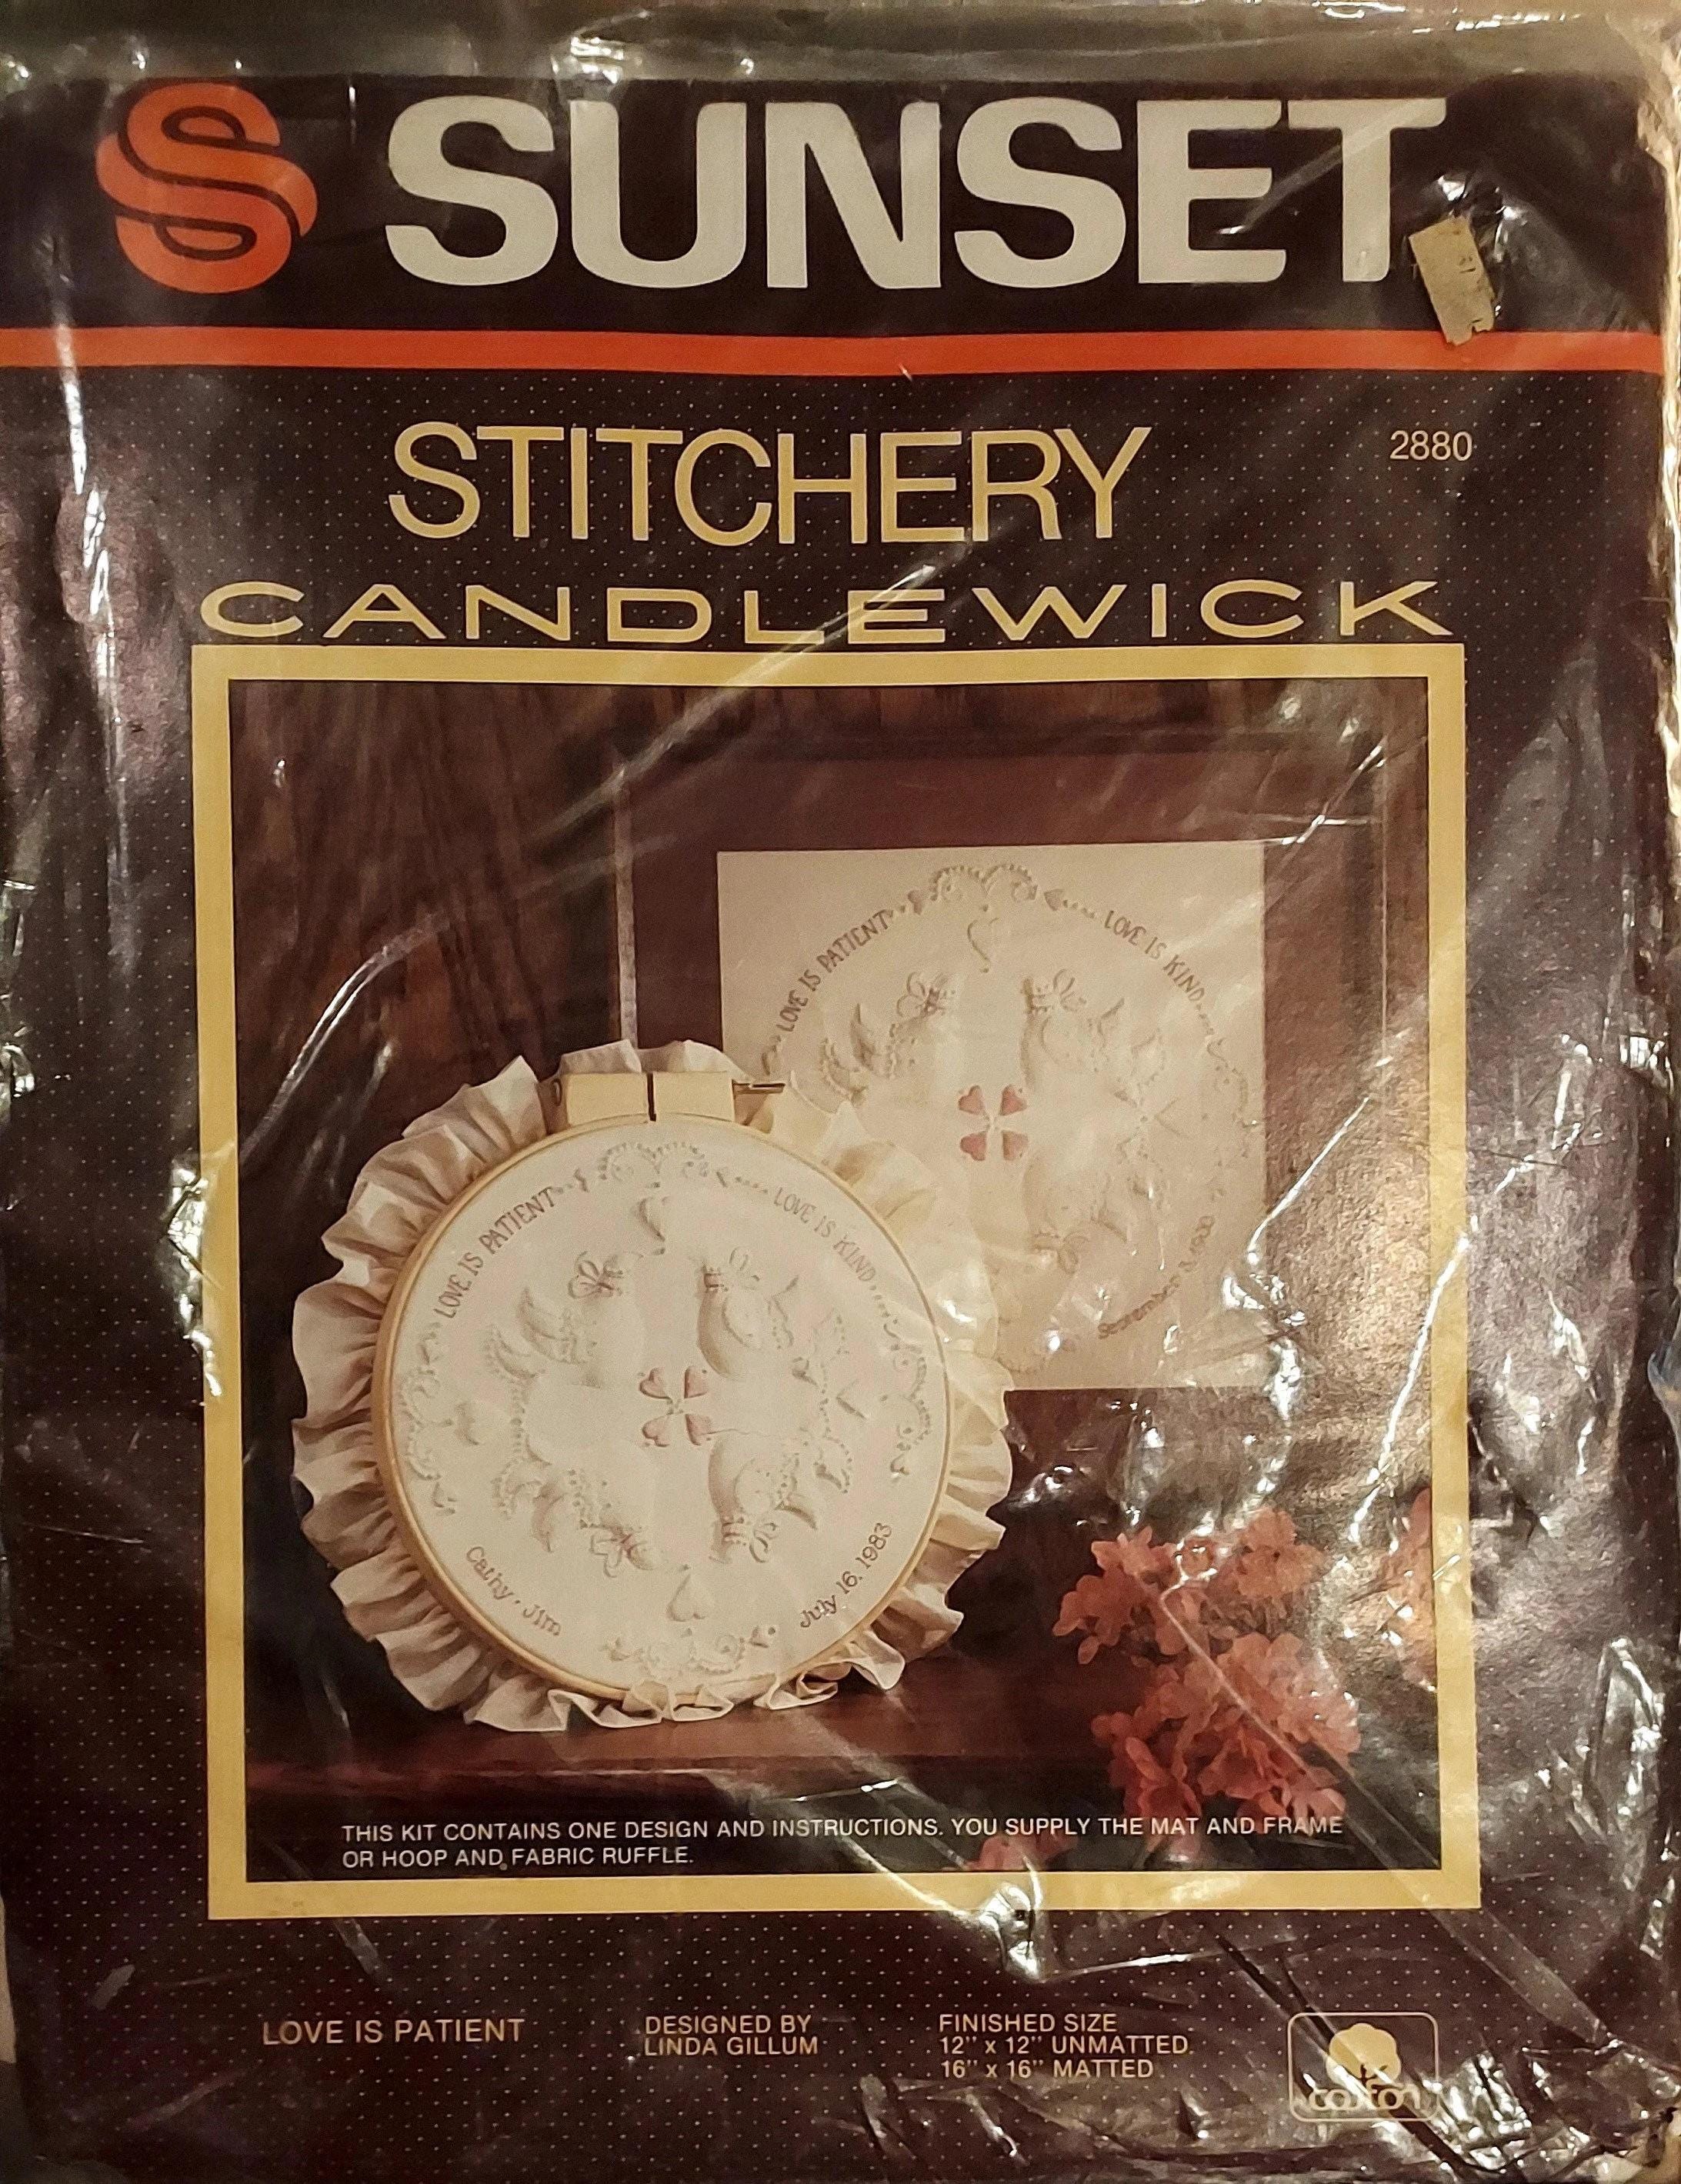 SUNSET
STITCHERY
2880
CANDLEWICK
LOVE IS PATIENT
LOVE IS KIND
LOVE IS PATIENT
LOVE IS KIND
Cathy • Jim
July 16, 1983
THIS KIT CONTAINS ONE DESIGN AND INSTRUCTIONS. YOU SUPPLY THE MAT AND FRAME
OR HOOP AND FABRIC RUFFLE.
LOVE IS PATIENT
DESIGNED BY
LINDA GILLUM
FINISHED SIZE
12" x 12" UNMATTED
16" x 16" MATTED
cotton